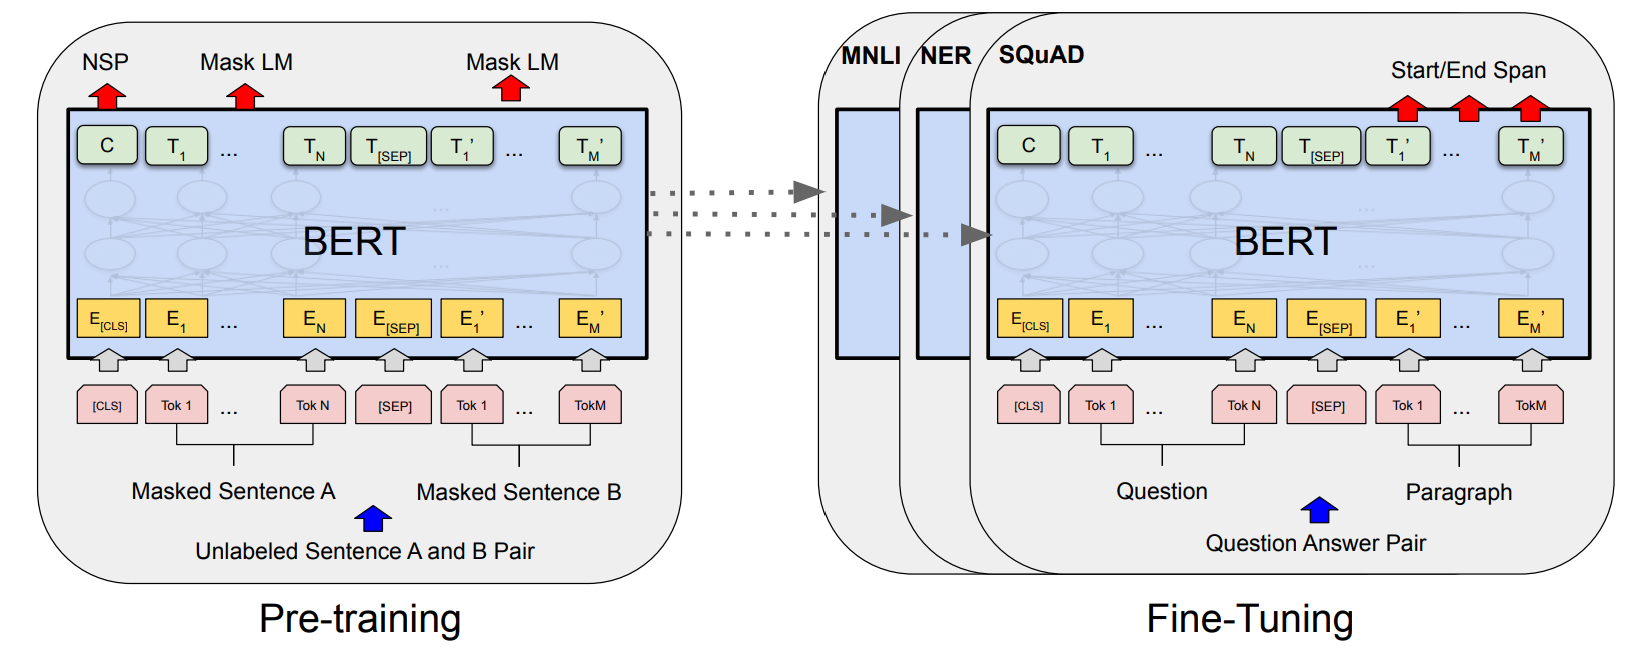 NSP Mask LM Mask LM
C T1 ... TN T[SEP] T1’ ... TM’
...
BERT
...
E[CLS] E1 ... EN E[SEP] E1’ ... EM’
[CLS] Tok 1 ... Tok N [SEP] Tok 1 ... TokM
Masked Sentence A Masked Sentence B
Unlabeled Sentence A and B Pair
Pre-training
MNLI NER SQuAD
Start/End Span
C T1 ... TN T[SEP] T1’ ... TM’
...
BERT
...
E[CLS] E1 ... EN E[SEP] E1’ ... EM’
[CLS] Tok 1 ... Tok N [SEP] Tok 1 ... TokM
Question Paragraph
Question Answer Pair
Fine-Tuning